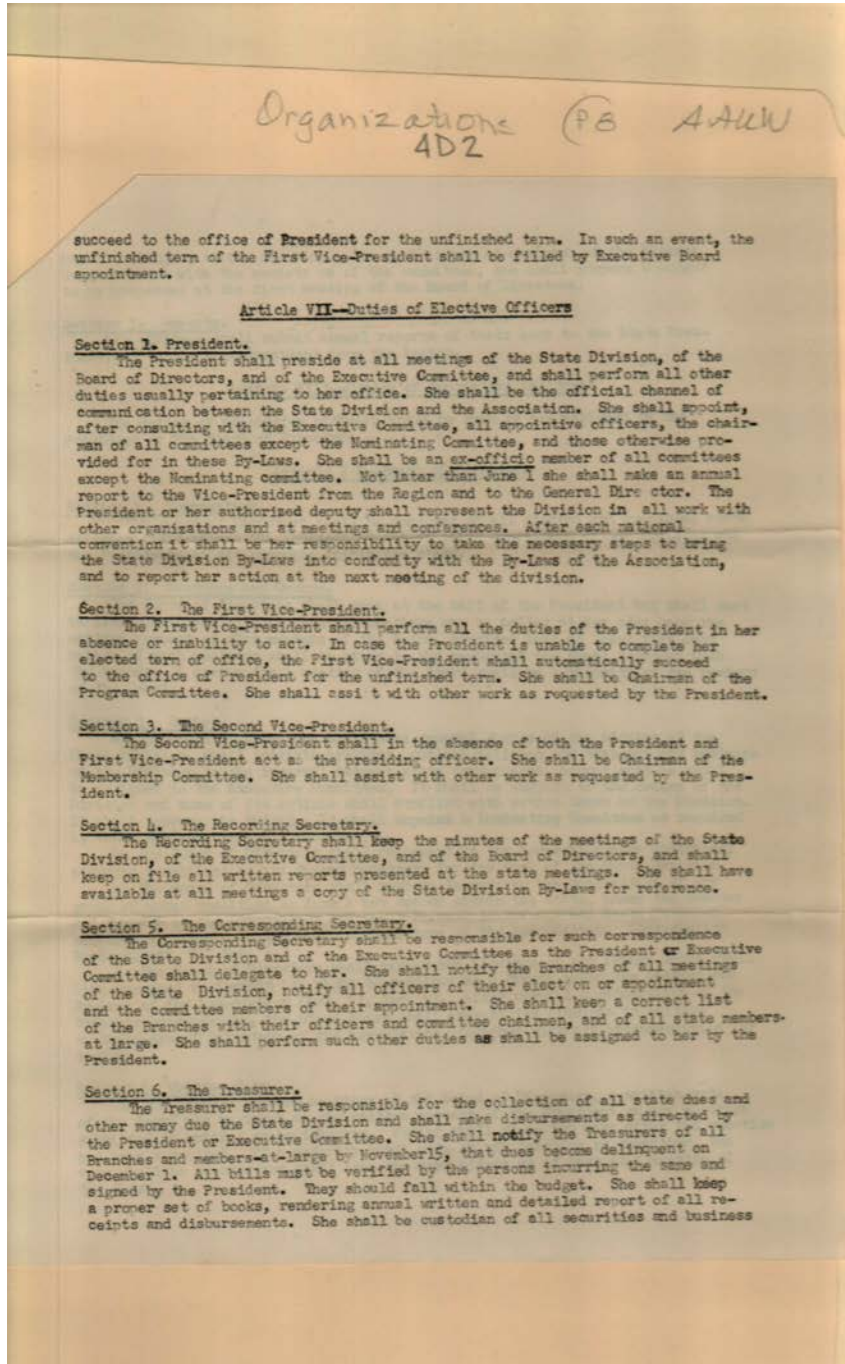 Organizations P8 AAUW
4D2
succeed to the office of President for the unfinished term. In such an event, the
unfinished term of the First Vice-President shall be filled by Executive Board
appointment.
Article VII--Duties of Elective Officers
Section 1. President.
The President shall preside at all meetings of the State Division, of the
Board of Directors, and of the Executive Committee, and shall perform all other
duties usually pertaining to her office. She shall be the official channel of
communication between the State Division and the Association. She shall appoint,
after consulting with the Executive Committee, all appointive officers, the chair-
man of all committees except the Nominating Committee, and those otherwise pro-
vided for in these By-Laws. She shall be an ex-officio member of all committees
except the Nominating committee. Not later than June 1 she shall make an annual
report to the Vice-President from the Region and to the General Dire ctor. The
President or her authorized deputy shall represent the Division in all work with
other organizations and at meetings and conferences. After each national
convention it shall be her responsibility to take the necessary steps to bring
the State Division By-Laws into confordty with the By-Laws of the Association,
and to report her action at the next meeting of the division.
Section 2. The First Vice-President.
The First Vice-President shall perform all the duties of the President in her
absence or inability to act. In case the President is unable to complete her
elected term of office, the First Vice-President shall automatically succeed
to the office of President for the unfinished term. She shall be Chairman of the
Program Committee. She shall assi t with other work as requested by the President.
Section 3. The Second Vice-President.
The Second Vice-President shall in the absence of both the President and
First Vice-President act as the presiding officer. She shall be Chairman of the
Membership Committee. She shall assist with other work as requested by the Pres-
ident.
Section 4. The Recording Secretary.
The Recording Secretary shall keep the minutes of the meetings of the State
Division, of the Executive Committee, and of the Board of Directors, and shall
keep on file all written reports presented at the state meetings. She shall have
available at all meetings a copy of the State Division By-Laws for reference.
Section 5. The Corresponding Secretary.
The Corresponding Secretary shall be responsible for such correspondence
of the State Division and of the Executive Committee as the President or Executive
Committee shall delegate to her. She shall notify the Branches of all meetings
of the State Division, notify all officers of their elect on or appointment
and the committee members of their appointment. She shall keep a correct list
of the Branches with their officers and committee chairmen, and of all state members-
at large. She shall perform such other duties as shall be assigned to her by the
President.
Section 6. The Treasurer.
The Treasurer shall be responsible for the collection of all state dues and
other money due the State Division and shall make disbursements as directed by
the President or Executive Committee. She shall notify the Treasurers of all
Branches and members-at-large by November15, that dues become delinquent on
December 1. All bills must be verified by the persons incurring the same and
signed by the President. They should fall within the budget. She shall keep
a proper set of books, rendering annual written and detailed report of all re-
ceipts and disbursements. She shall be custodian of all securities and business